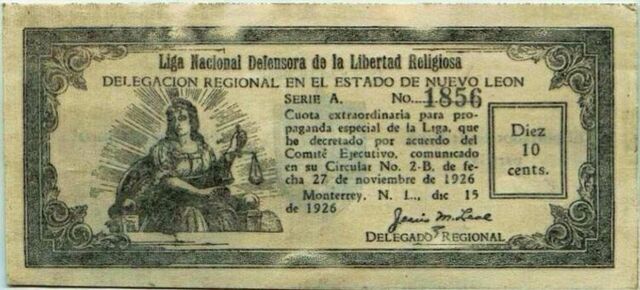 Liga Nacional Defensora de la Libertad Religiosa
DELEGACION REGIONAL EN EL ESTADO DE NUEVO LEON
SERIE A. No. 1856
Cuota extraordinaria para pro-
paganda especial de la Liga, que
he decretado por acuerdo del
Comité Ejecutivo, comunicado
en su Circular No. 2-B. de fe-
cha 27 de noviembre de 1926
Monterrey, N. L., dic 15
de 1926
Diez
10
cents.
Jesús M. Leal
DELEGADO REGIONAL